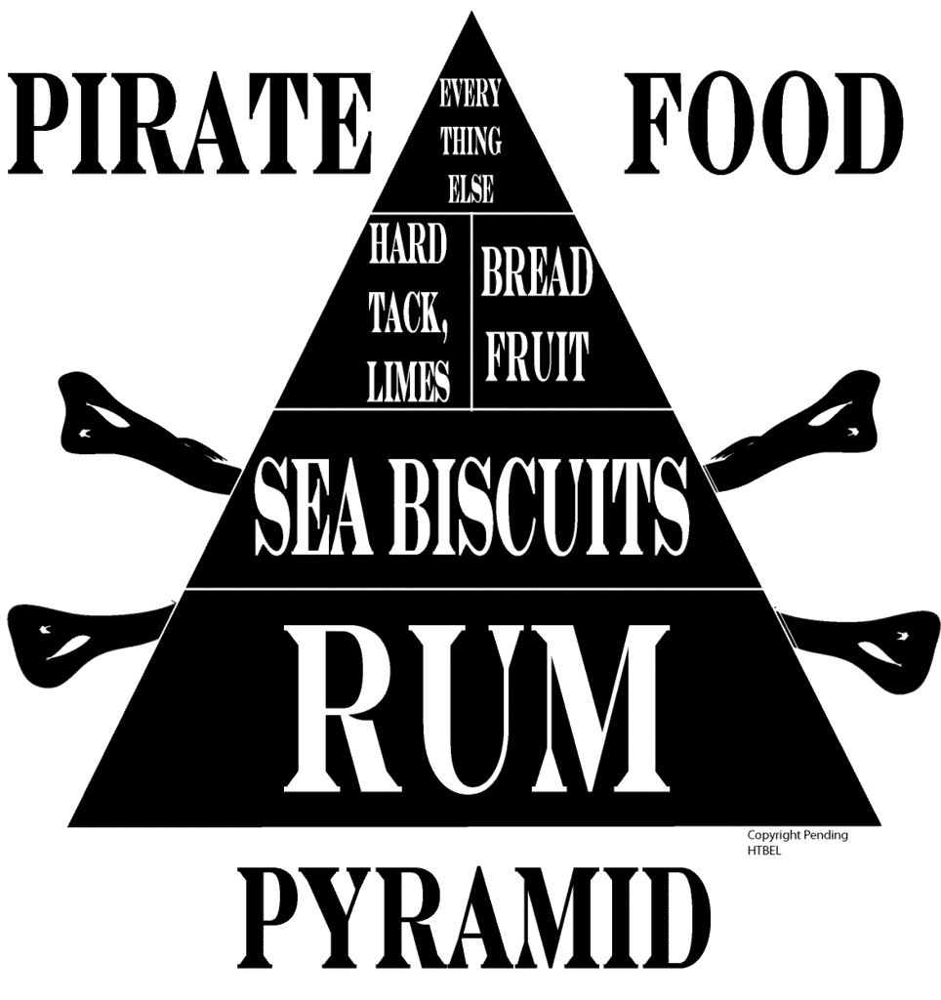 PIRATE FOOD
EVERY
THING
ELSE
HARD
TACK,
LIMES
BREAD
FRUIT
SEA BISCUITS
RUM
Copyright Pending
HTBEL
PYRAMID